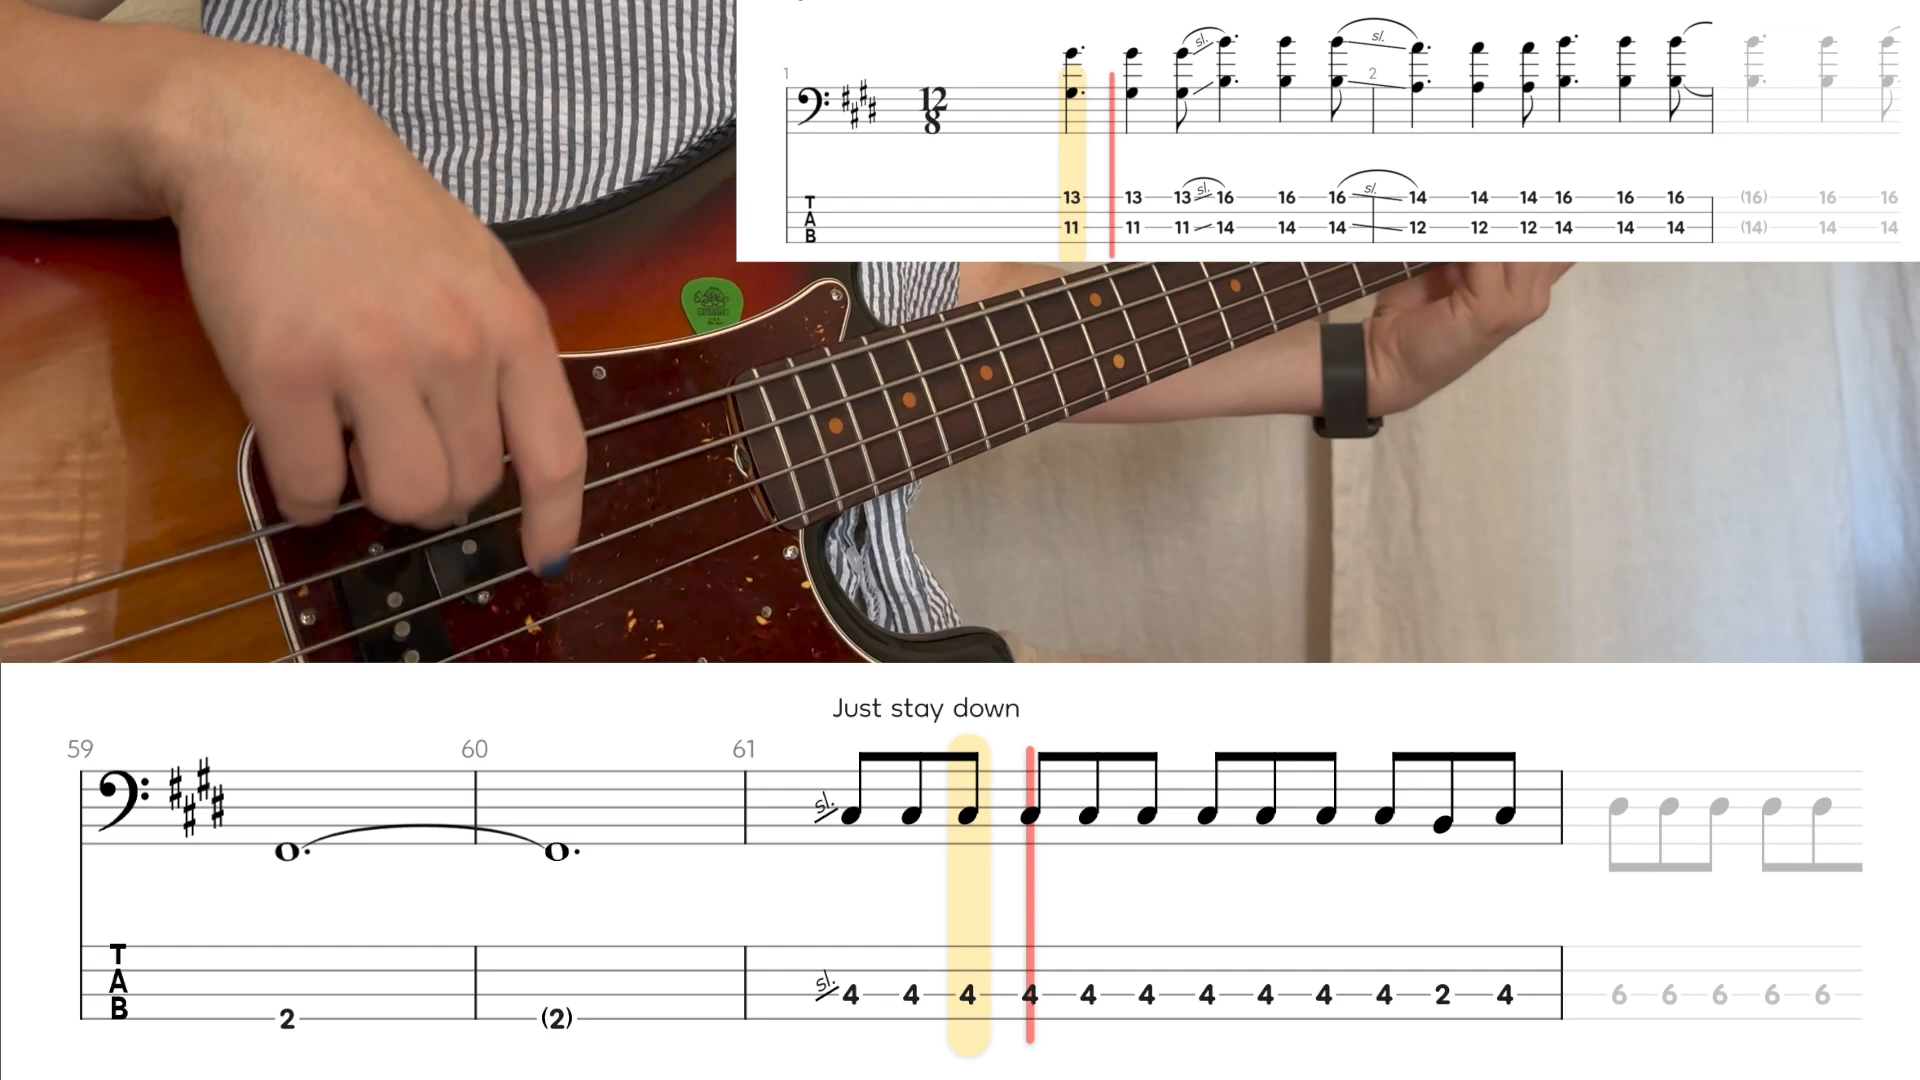 1
2
12
8
sl.
sl.
T
A
B
sl.
sl.
13 13 13 16 16 16 14 14 14 16 16 16 (16) 16 16
11 11 11 14 14 14 12 12 12 14 14 14 (14) 14 14
Just stay down
59 60 61
sl.
T
A
B
sl.
4 4 4 4 4 4 4 4 4 4 2 4 6 6 6 6 6
2 (2)